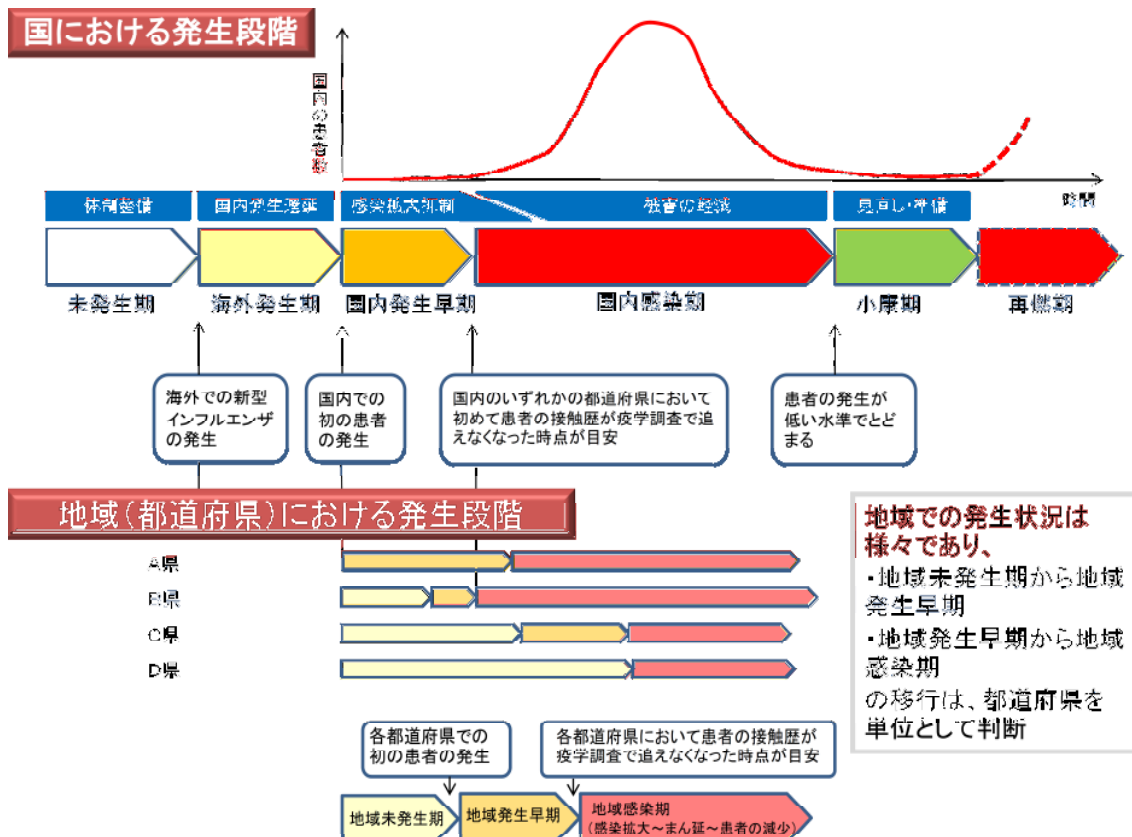 国における発生段階
国内の患者数
時間
体制整備
国内発生遅延
感染拡大抑制
被害の軽減
見直し・準備
未発生期
海外発生期
国内発生早期
国内感染期
小康期
再燃期
海外での新型
インフルエンザ
の発生
国内での
初の患者
の発生
国内のいずれかの都道府県において
初めて患者の接触歴が疫学調査で追
えなくなった時点が目安
患者の発生が
低い水準でとど
まる
地域(都道府県)における発生段階
A県
B県
C県
D県
地域での発生状況は
様々であり、
・地域未発生期から地域
発生早期
・地域発生早期から地域
感染期
の移行は、都道府県を
単位として判断
各都道府県での
初の患者の発生
各都道府県において患者の接触歴が
疫学調査で追えなくなった時点が目安
地域未発生期
地域発生早期
地域感染期
(感染拡大~まん延~患者の減少)